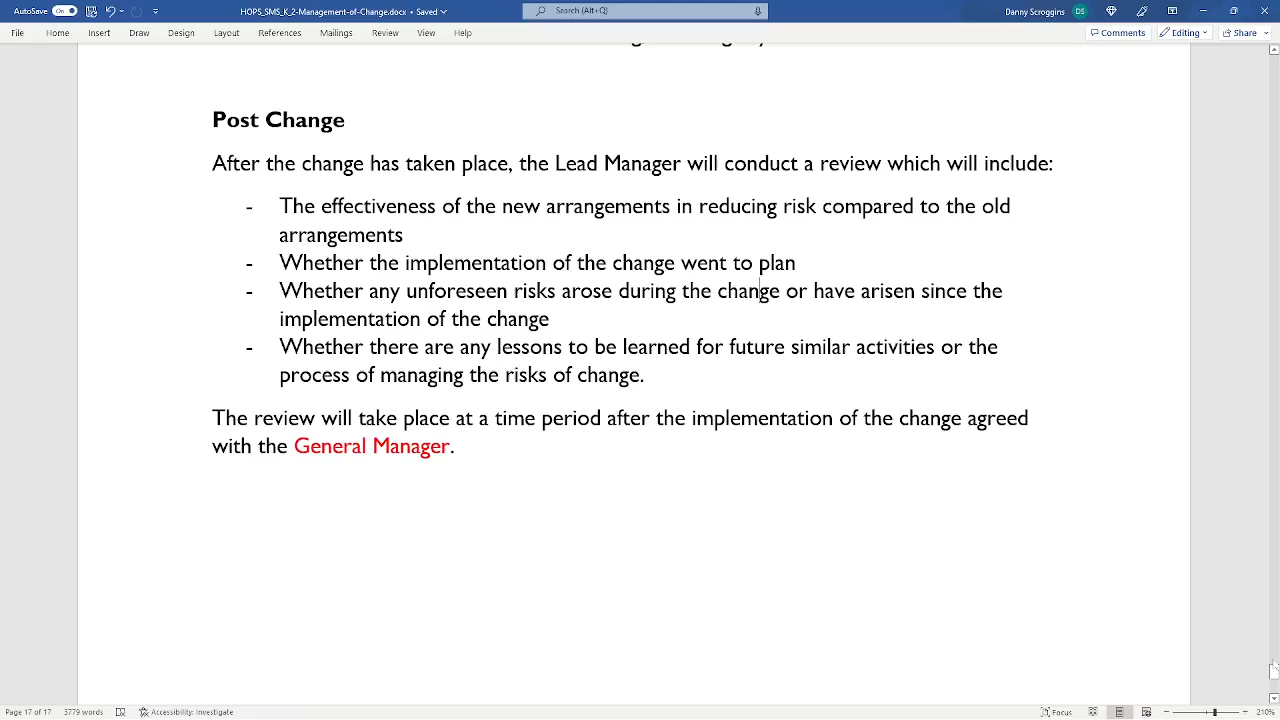 AutoSave On HOPS_SMS_K_2-Management-of-Change.docx • Saved Search (Alt+Q) Danny Scroggins DS
File Home Insert Draw Design Layout References Mailings Review View Help Comments Editing Share
Post Change
After the change has taken place, the Lead Manager will conduct a review which will include:
- The effectiveness of the new arrangements in reducing risk compared to the old
arrangements
- Whether the implementation of the change went to plan
- Whether any unforeseen risks arose during the change or have arisen since the
implementation of the change
- Whether there are any lessons to be learned for future similar activities or the
process of managing the risks of change.
The review will take place at a time period after the implementation of the change agreed
with the General Manager.
Page 17 of 17 3779 words Accessibility: Investigate Focus 210%